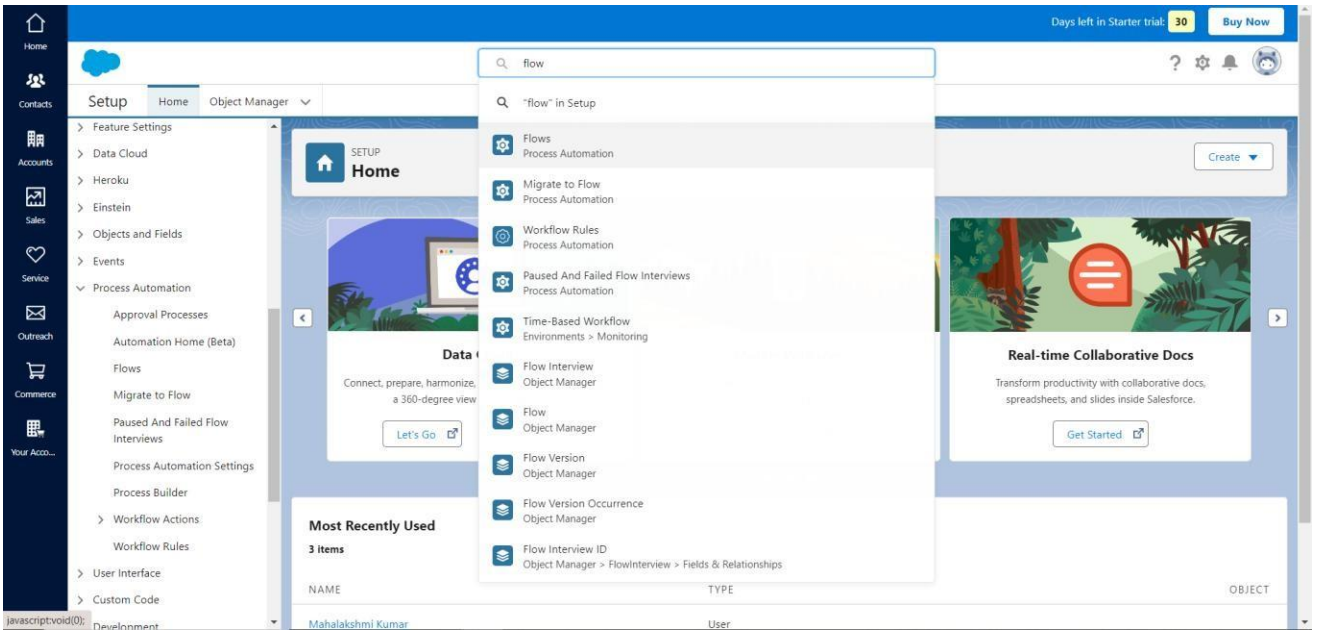 Days left in Starter trial: 30 Buy Now
Home
Contacts
Accounts
Sales
Service
Outreach
Commerce
Your Acco...
flow
Setup Home Object Manager
"flow" in Setup
Flows
Process Automation
Migrate to Flow
Process Automation
Workflow Rules
Process Automation
Paused And Failed Flow Interviews
Process Automation
Time-Based Workflow
Environments > Monitoring
Flow Interview
Object Manager
Flow
Object Manager
Flow Version
Object Manager
Flow Version Occurrence
Object Manager
Flow Interview ID
Object Manager > FlowInterview > Fields & Relationships
Feature Settings
Data Cloud
Heroku
Einstein
Objects and Fields
Events
Process Automation
Approval Processes
Automation Home (Beta)
Flows
Migrate to Flow
Paused And Failed Flow
Interviews
Process Automation Settings
Process Builder
Workflow Actions
Workflow Rules
User Interface
Custom Code
Development
javascript:void(0);
SETUP
Home
Create
Data
Connect, prepare, harmonize,
a 360-degree view
Let's Go
Real-time Collaborative Docs
Transform productivity with collaborative docs,
spreadsheets, and slides inside Salesforce.
Get Started
Most Recently Used
3 items
NAME TYPE OBJECT
Mahalakshmi Kumar User